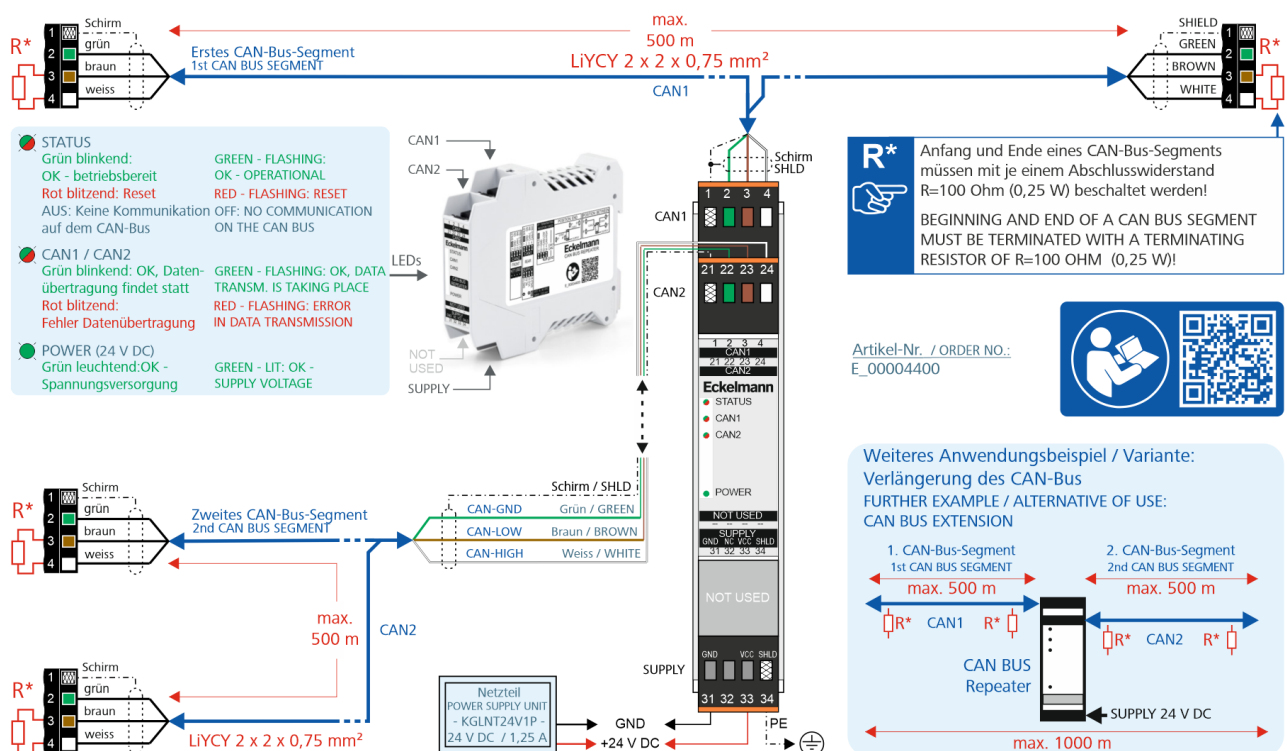 max.
500 m
LiYCY 2 x 2 x 0,75 mm²
CAN1
Schirm
grün
braun
weiss
1
2
3
4
R*
Erstes CAN-Bus-Segment
1st CAN BUS SEGMENT
SHIELD
GREEN
BROWN
WHITE
1
2
3
4
R*
STATUS
Grün blinkend:
OK - betriebsbereit
Rot blitzend: Reset
AUS: Keine Kommunikation
auf dem CAN-Bus
GREEN - FLASHING:
OK - OPERATIONAL
RED - FLASHING: RESET
OFF: NO COMMUNICATION
ON THE CAN BUS
CAN1 / CAN2
Grün blinkend: OK, Daten-
übertragung findet statt
Rot blitzend:
Fehler Datenübertragung
GREEN - FLASHING: OK, DATA
TRANSM. IS TAKING PLACE
RED - FLASHING: ERROR
IN DATA TRANSMISSION
POWER (24 V DC)
Grün leuchtend:OK -
Spannungsversorgung
GREEN - LIT: OK -
SUPPLY VOLTAGE
CAN1
CAN2
LEDs
NOT
USED
SUPPLY
Eckelmann
CAN BUS REPEATER
Eckelmann
STATUS
POWER
Schirm
SHLD
1 2 3 4
CAN1
21 22 23 24
CAN2
1 2 3 4
CAN1
21 22 23 24
CAN2
Eckelmann
STATUS
CAN1
CAN2
POWER
NOT USED
SUPPLY
GND NC VCC SHLD
31 32 33 34
NOT USED
GND VCC SHLD
SUPPLY
31 32 33 34
R*
Anfang und Ende eines CAN-Bus-Segments
müssen mit je einem Abschlusswiderstand
R=100 Ohm (0,25 W) beschaltet werden!
BEGINNING AND END OF A CAN BUS SEGMENT
MUST BE TERMINATED WITH A TERMINATING
RESISTOR OF R=100 OHM (0,25 W)!
Artikel-Nr. / ORDER NO.:
E_00004400
Schirm
grün
braun
weiss
1
2
3
4
R*
Zweites CAN-Bus-Segment
2nd CAN BUS SEGMENT
Schirm / SHLD
CAN-GND Grün / GREEN
CAN-LOW Braun / BROWN
CAN-HIGH Weiss / WHITE
max.
500 m
CAN2
Schirm
grün
braun
weiss
1
2
3
4
R*
LiYCY 2 x 2 x 0,75 mm²
Netzteil
POWER SUPPLY UNIT
- KGLNT24V1P -
24 V DC / 1,25 A
GND
+24 V DC
PE
Weiteres Anwendungsbeispiel / Variante:
Verlängerung des CAN-Bus
FURTHER EXAMPLE / ALTERNATIVE OF USE:
CAN BUS EXTENSION
1. CAN-Bus-Segment
1st CAN BUS SEGMENT
max. 500 m
2. CAN-Bus-Segment
2nd CAN BUS SEGMENT
max. 500 m
R* CAN1 R*
R* CAN2 R*
CAN BUS
Repeater
SUPPLY 24 V DC
max. 1000 m